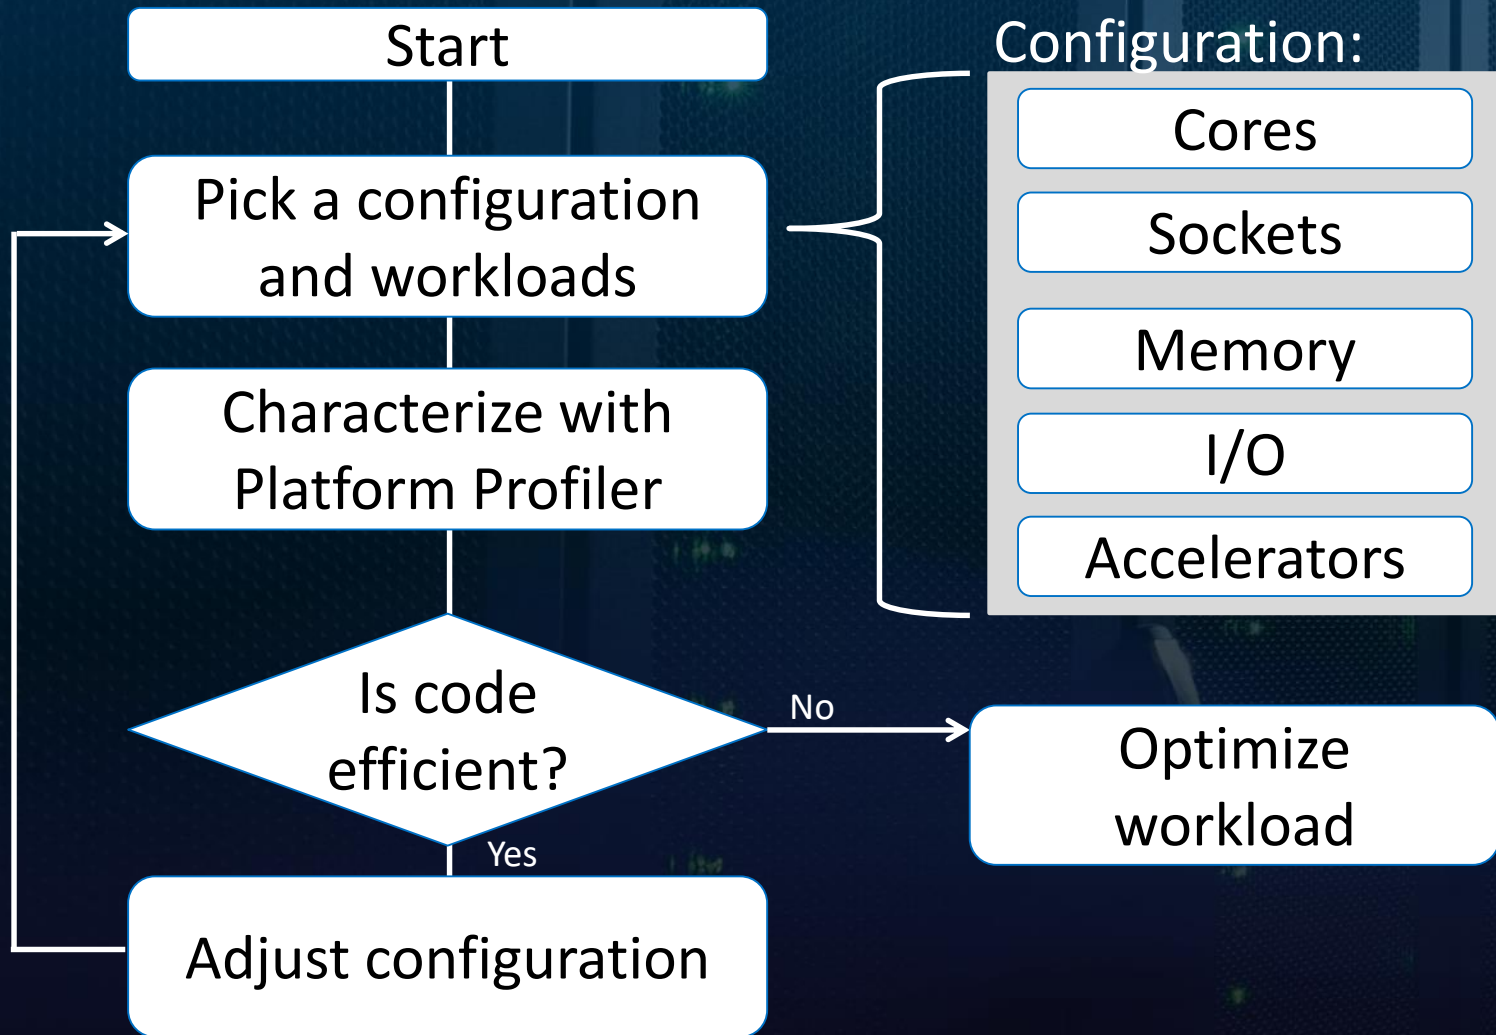 Start
Pick a configuration
and workloads
Characterize with
Platform Profiler
Is code
efficient?
No
Optimize
workload
Yes
Adjust configuration
Configuration:
Cores
Sockets
Memory
I/O
Accelerators